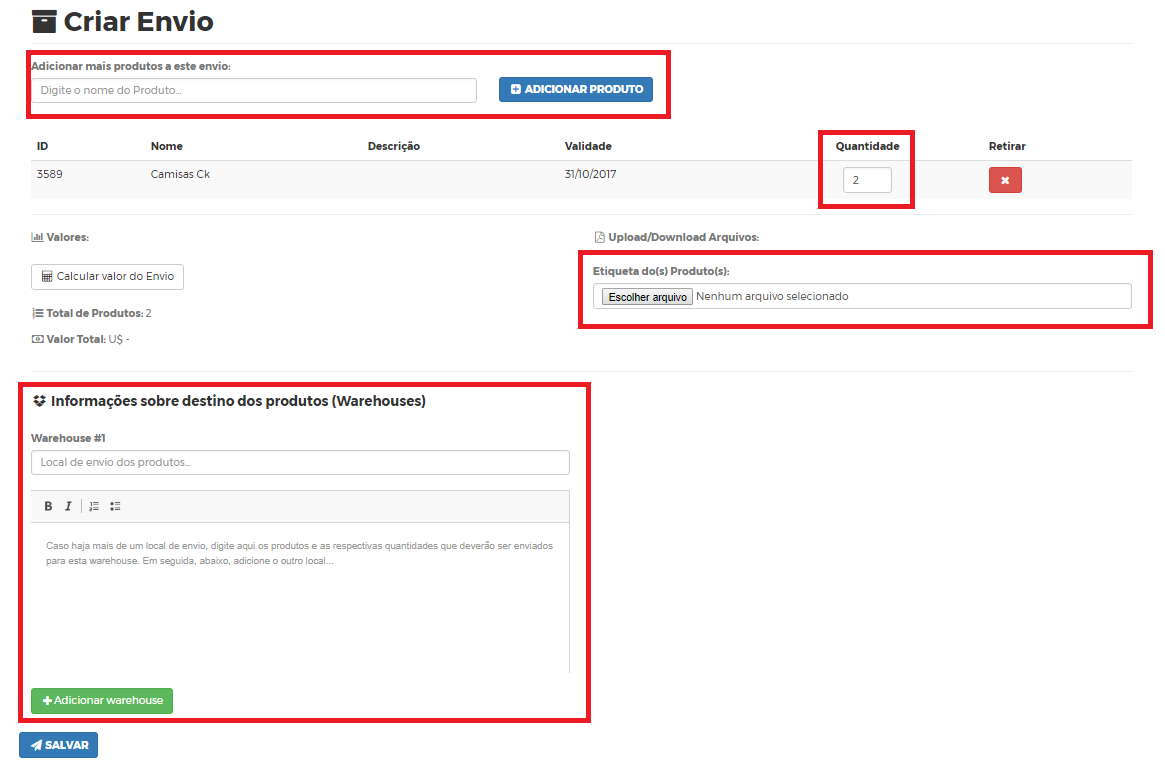 Criar Envio
Adicionar mais produtos a este envio:
Digite o nome do Produto...
ADICIONAR PRODUTO
ID Nome Descrição Validade Quantidade Retirar
3589 Camisas Ck 31/10/2017 2
Valores:
Calcular valor do Envio
Total de Produtos: 2
Valor Total: U$ -
Upload/Download Arquivos:
Etiqueta do(s) Produto(s):
Escolher arquivo Nenhum arquivo selecionado
Informações sobre destino dos produtos (Warehouses)
Warehouse #1
Local de envio dos produtos...
B I
Caso haja mais de um local de envio, digite aqui os produtos e as respectivas quantidades que deverão ser enviados
para esta warehouse. Em seguida, abaixo, adicione o outro local...
Adicionar warehouse
SALVAR